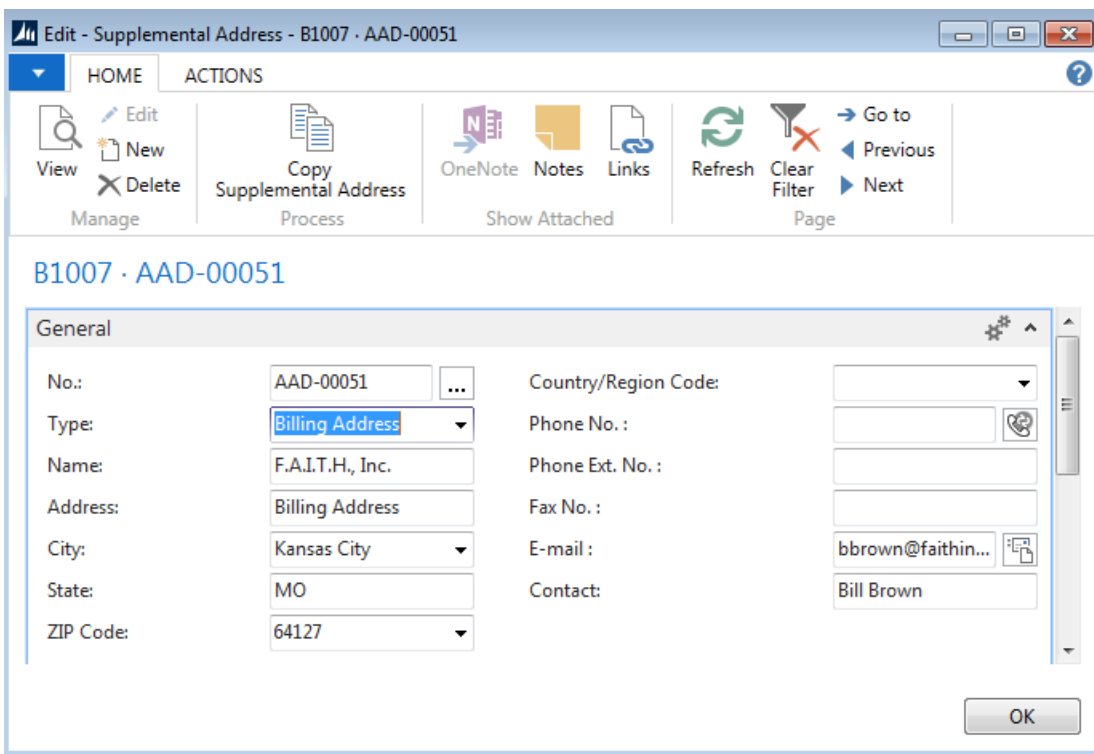 Edit - Supplemental Address - B1007 · AAD-00051
HOME ACTIONS
View
Edit
New
Delete
Manage
Copy
Supplemental Address
Process
OneNote Notes Links
Show Attached
Refresh
Clear
Filter
Go to
Previous
Next
Page
B1007 · AAD-00051
General
No.: AAD-00051 ...
Type: Billing Address
Name: F.A.I.T.H., Inc.
Address: Billing Address
City: Kansas City
State: MO
ZIP Code: 64127
Country/Region Code:
Phone No. :
Phone Ext. No. :
Fax No. :
E-mail : bbrown@faithin...
Contact: Bill Brown
OK